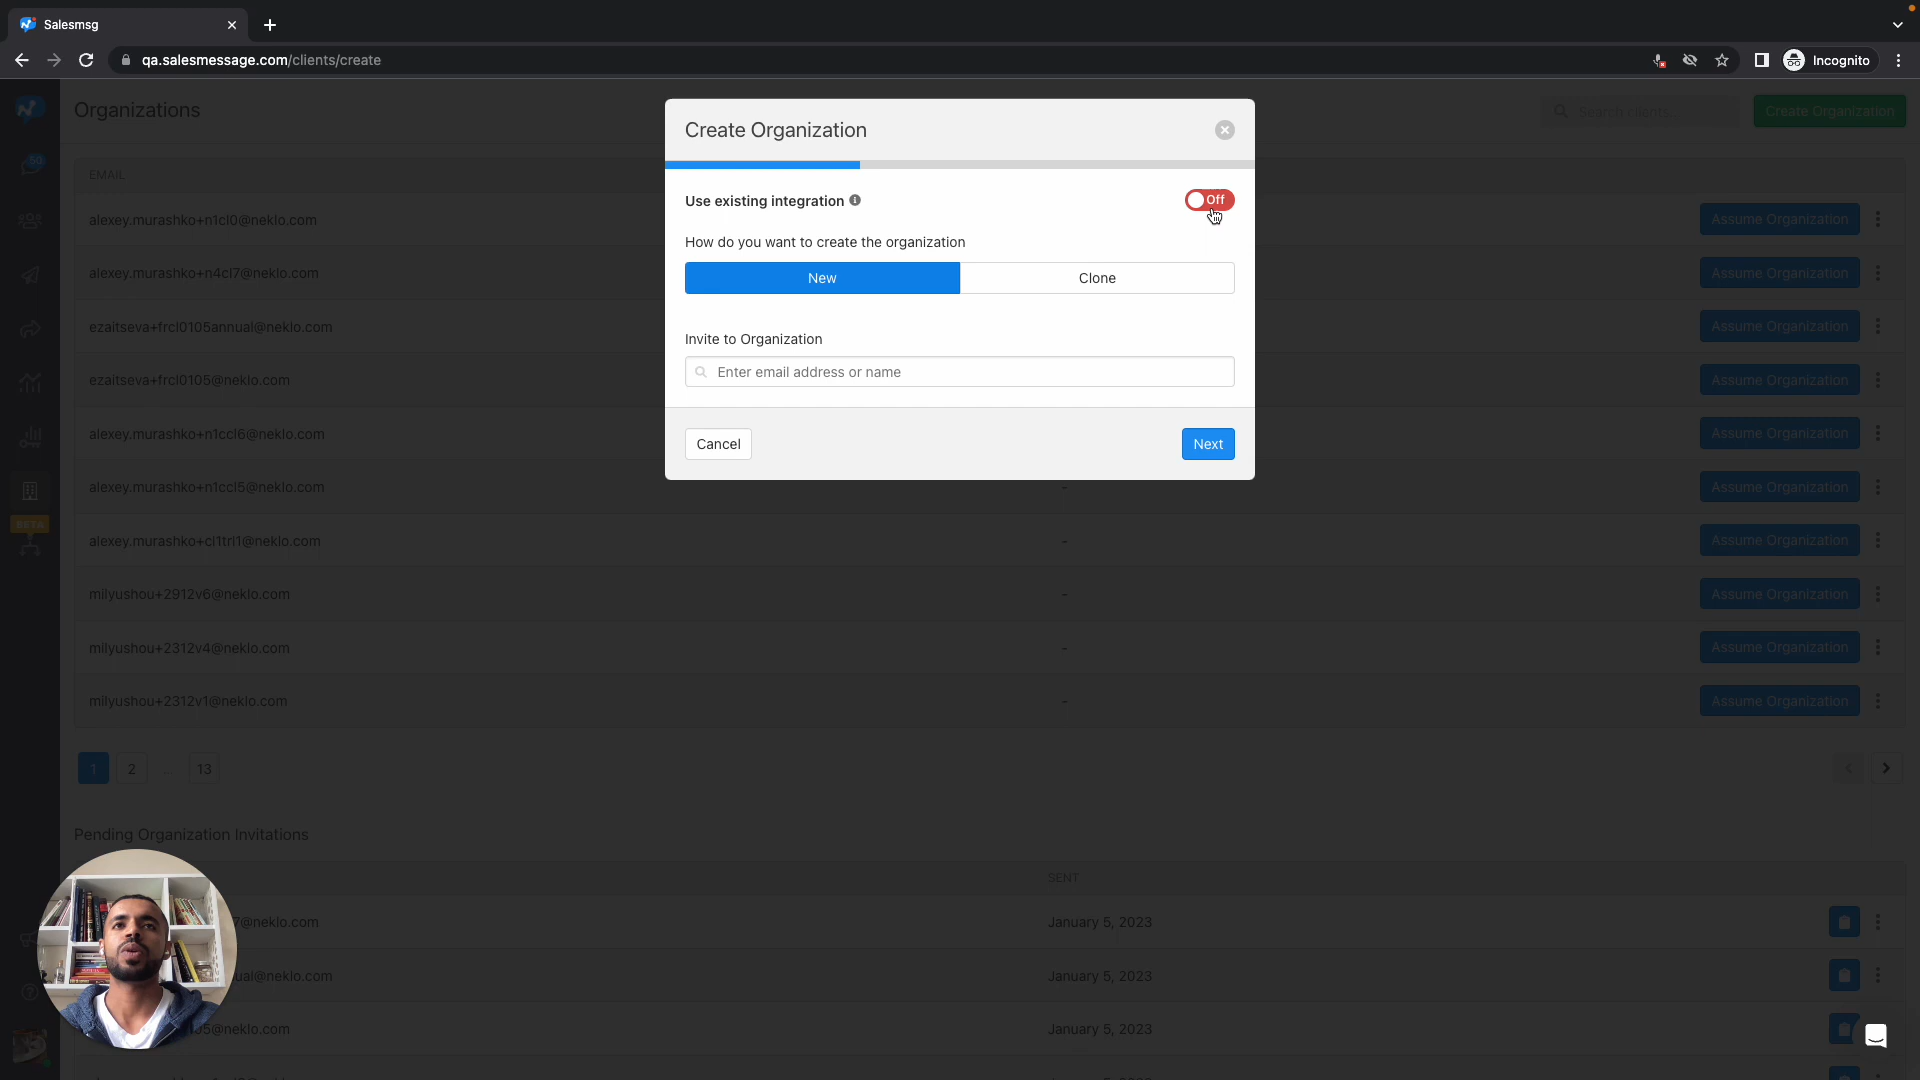 Salesmsg
qa.salesmessage.com/clients/create
Incognito
Organizations
Search clients...
Create Organization
50
BETA
EMAIL
alexey.murashko+n1cl0@neklo.com
Assume Organization
alexey.murashko+n4cl7@neklo.com
Assume Organization
ezaitseva+frcl0105annual@neklo.com
Assume Organization
ezaitseva+frcl0105@neklo.com
Assume Organization
alexey.murashko+n1ccl6@neklo.com
Assume Organization
alexey.murashko+n1ccl5@neklo.com
-
Assume Organization
alexey.murashko+cl1trl1@neklo.com
-
Assume Organization
milyushou+2912v6@neklo.com
-
Assume Organization
milyushou+2312v4@neklo.com
-
Assume Organization
milyushou+2312v1@neklo.com
-
Assume Organization
1 2 ... 13
Create Organization
Use existing integration
Off
How do you want to create the organization
New
Clone
Invite to Organization
Enter email address or name
Cancel
Next
Pending Organization Invitations
SENT
7@neklo.com
January 5, 2023
ual@neklo.com
January 5, 2023
05@neklo.com
January 5, 2023